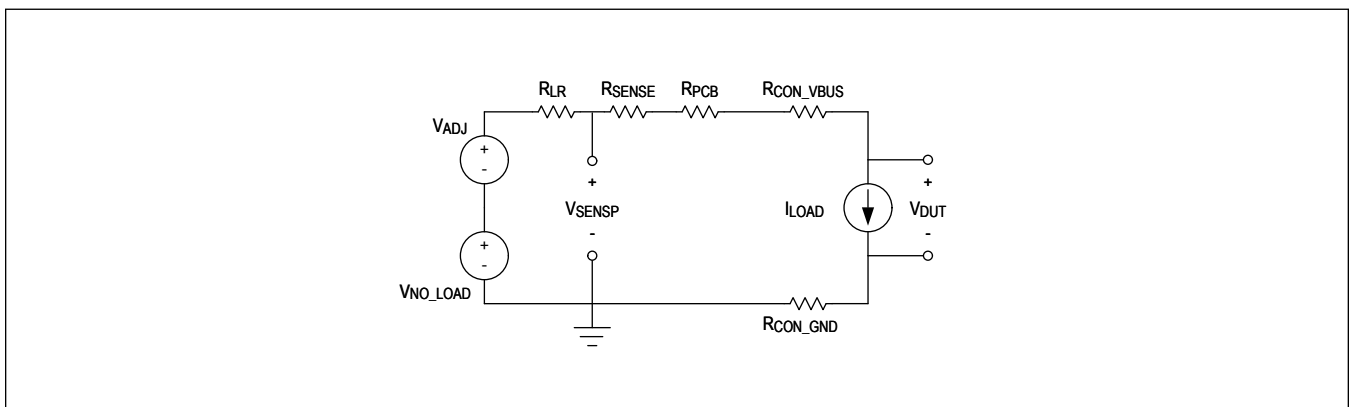 RLR
RSENSE
RPCB
RCON_VBUS
VADJ
+
-
+
-
VNO_LOAD
+
VSENSP
-
ILOAD
+
VDUT
-
RCON_GND